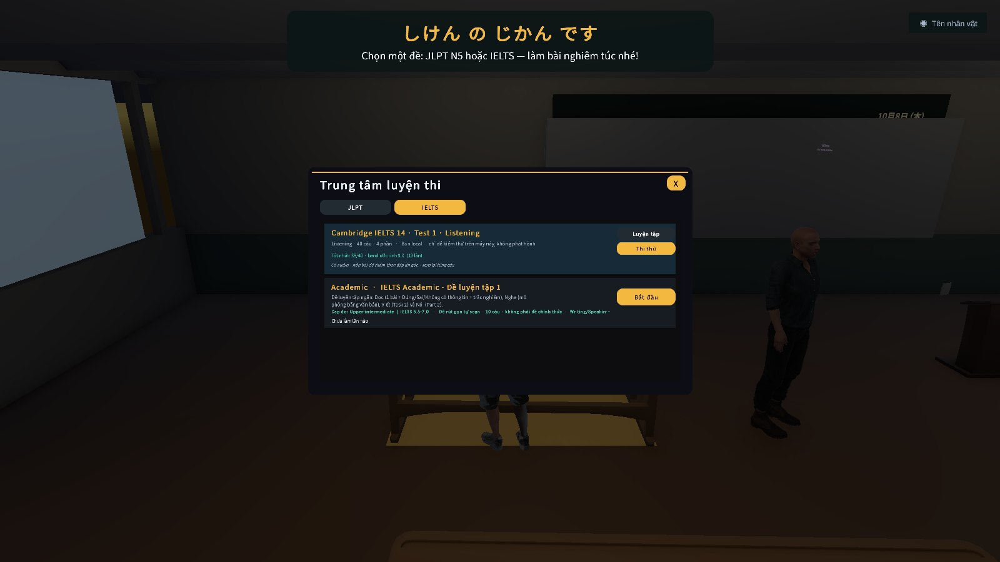 しけん の じかん です
Chọn một đề: JLPT N5 hoặc IELTS — làm bài nghiêm túc nhé!
◉ Tên nhân vật
10月8日 (木)
Trung tâm luyện thi
X
JLPT
IELTS
Cambridge IELTS 14 · Test 1 · Listening
Luyện tập
Listening · 40 câu · 4 phần · Bản local — chỉ để kiểm thử trên máy này, không phát hành
Thi thử
Tốt nhất: 39/40 · band ước tính 9.0 (13 lần)
Có audio · nộp bài để chấm theo đáp án gốc · xem lại từng câu
Academic · IELTS Academic - Đề luyện tập 1
Đề luyện tập ngắn: Đọc (1 bài + Đúng/Sai/Không có thông tin + trắc nghiệm), Nghe (mô
Bắt đầu
phỏng bằng văn bản), Viết (Task 2) và Nói (Part 2).
Cap do: Upper-intermediate | IELTS 5.5-7.0 · Đề rút gọn tự soạn · 10 câu · không phải đề chính thức · Writing/Speakin…
Chưa làm lần nào